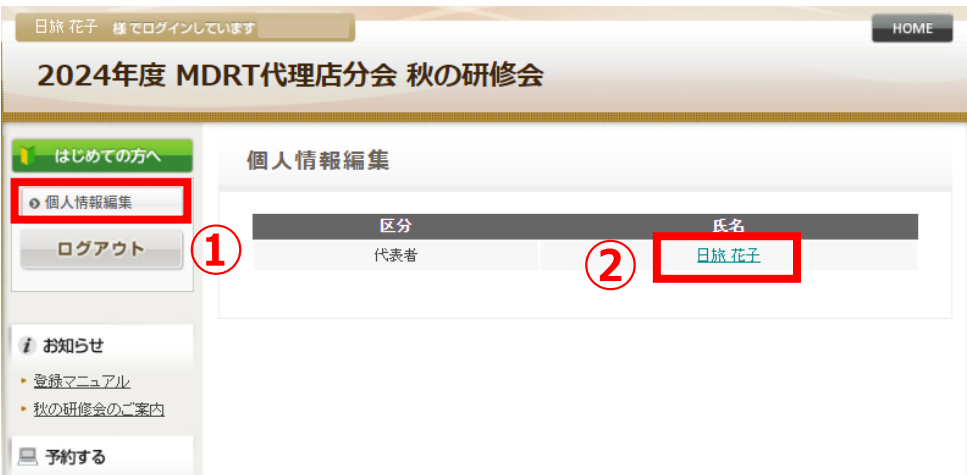 日旅 花子 様でログインしています
HOME
2024年度 MDRT代理店分会 秋の研修会
はじめての方へ
個人情報編集
ログアウト
①
個人情報編集
区分 氏名
代表者 日旅 花子
②
お知らせ
登録マニュアル
秋の研修会のご案内
予約する